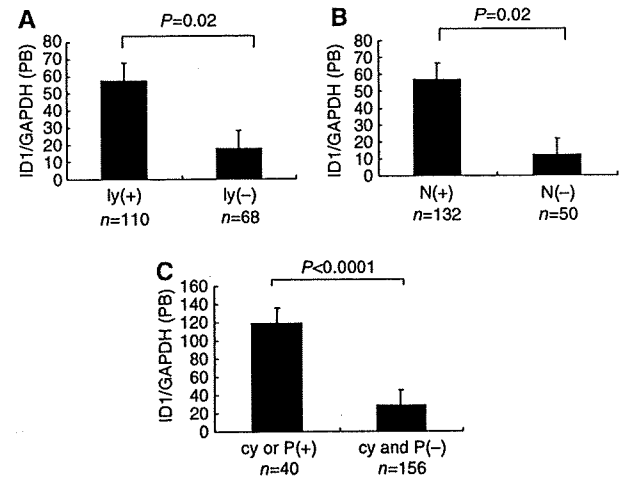 A
P=0.02
ID1/GAPDH (PB)
80
70
60
50
40
30
20
10
0
ly(+)
ly(−)
n=110
n=68
B
P=0.02
ID1/GAPDH (PB)
80
70
60
50
40
30
20
10
0
N(+)
N(−)
n=132
n=50
C
P<0.0001
ID1/GAPDH (PB)
160
140
120
100
80
60
40
20
0
cy or P(+)
cy and P(−)
n=40
n=156